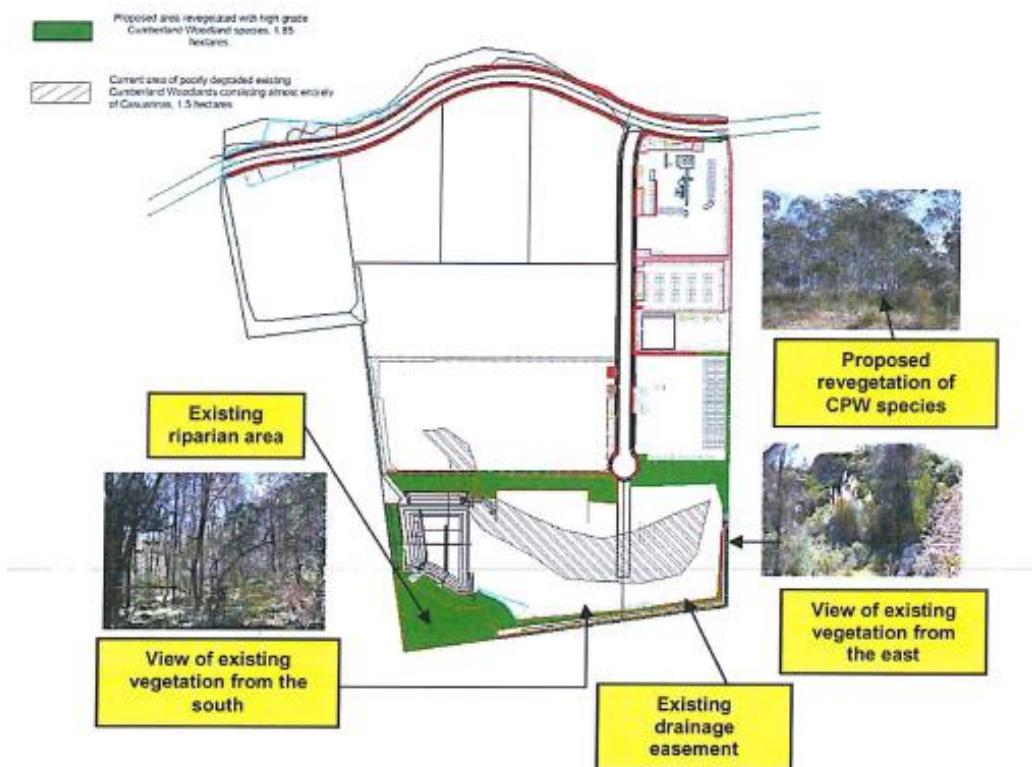 Proposed area revegetated with high grade
Cumberland Woodland species, 1.85
hectares
Current area of poorly degraded existing
Cumberland Woodlands consisting almost entirely
of Casuarinas, 1.5 hectares
Proposed
revegetation of
CPW species
Existing
riparian area
View of existing
vegetation from the
south
View of existing
vegetation from
the east
Existing
drainage
easement